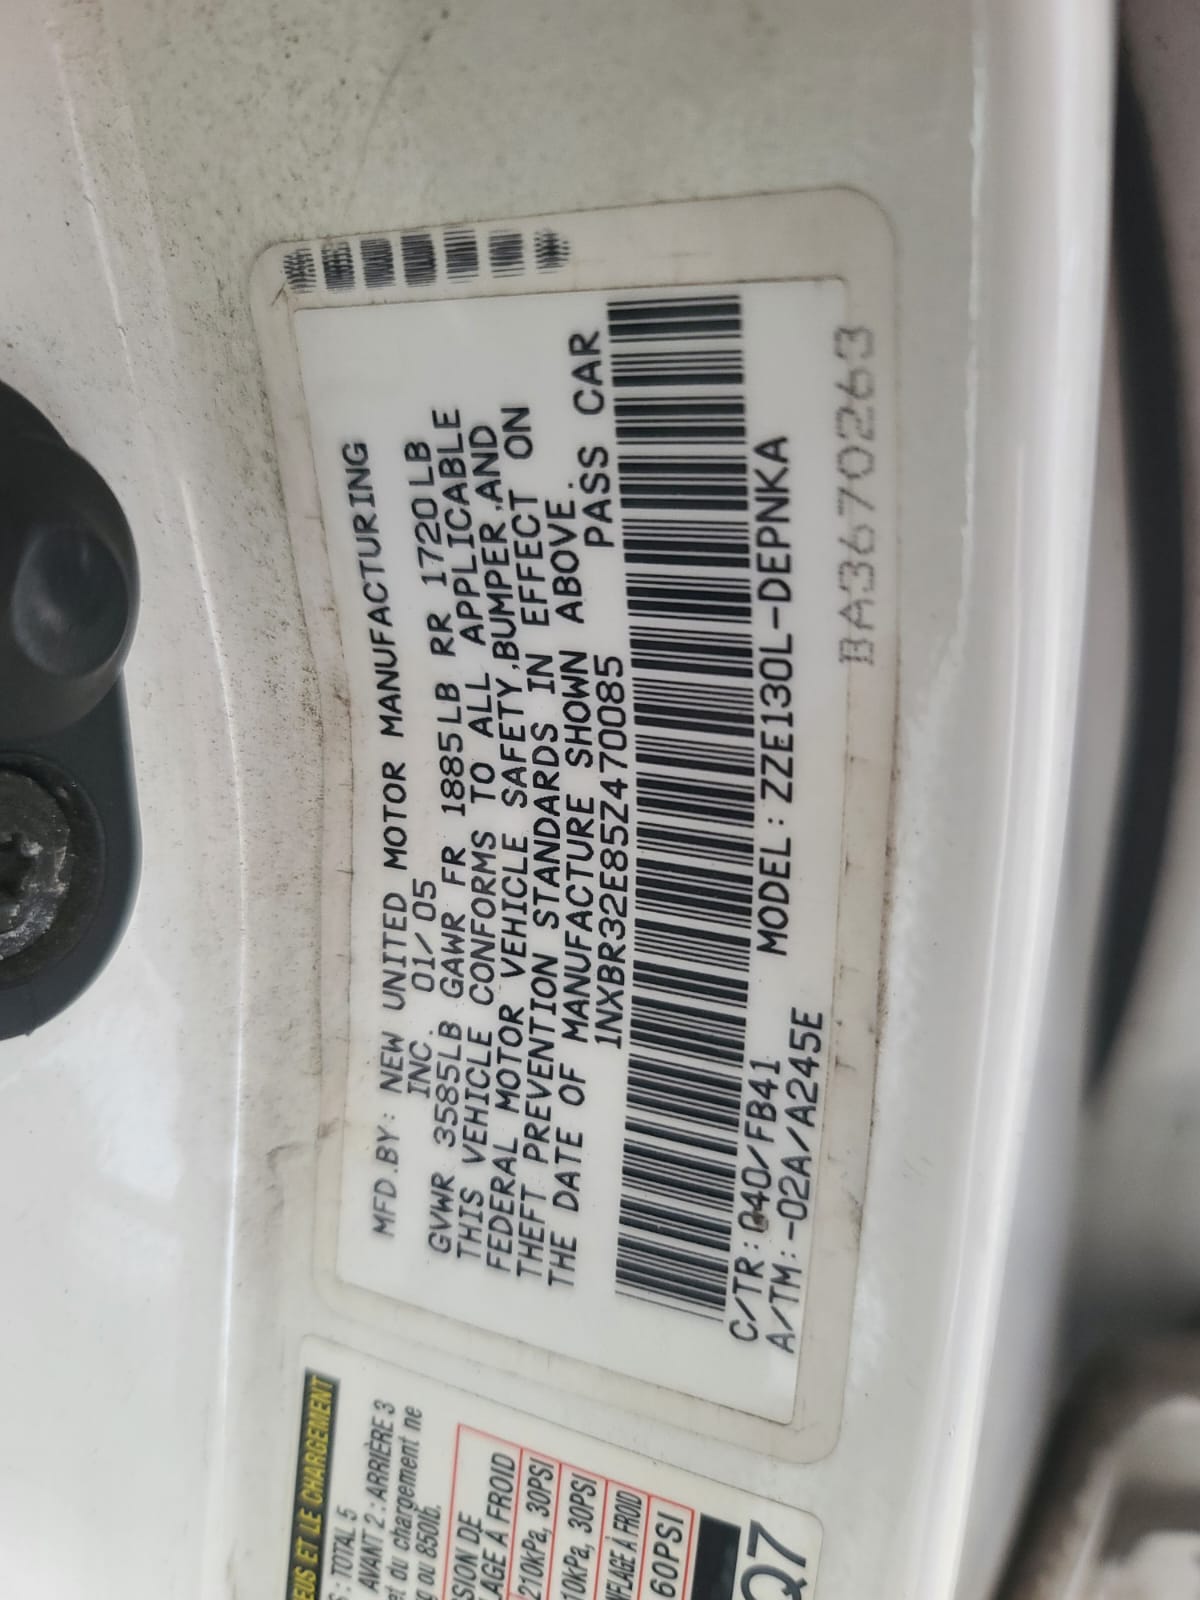 MFD.BY: NEW UNITED MOTOR MANUFACTURING
INC. 01/05
GVWR 3585LB GAWR FR 1885LB RR 1720LB
THIS VEHICLE CONFORMS TO ALL APPLICABLE
FEDERAL MOTOR VEHICLE SAFETY,BUMPER,AND
THEFT PREVENTION STANDARDS IN EFFECT ON
THE DATE OF MANUFACTURE SHOWN ABOVE.
1NXBR32E85Z470085 PASS CAR
C/TR:040/FB41 MODEL:ZZE130L-DEPNKA
A/TM:-02A/A245E
BA3670263
ET LE CHARGEMENT
: TOTAL 5
AVANT 2 : ARRIÈRE 3
et du chargement ne
ou 850lb.
DE
À FROID
210kPa, 30PSI
10kPa, 30PSI
À FROID
60PSI
Q7